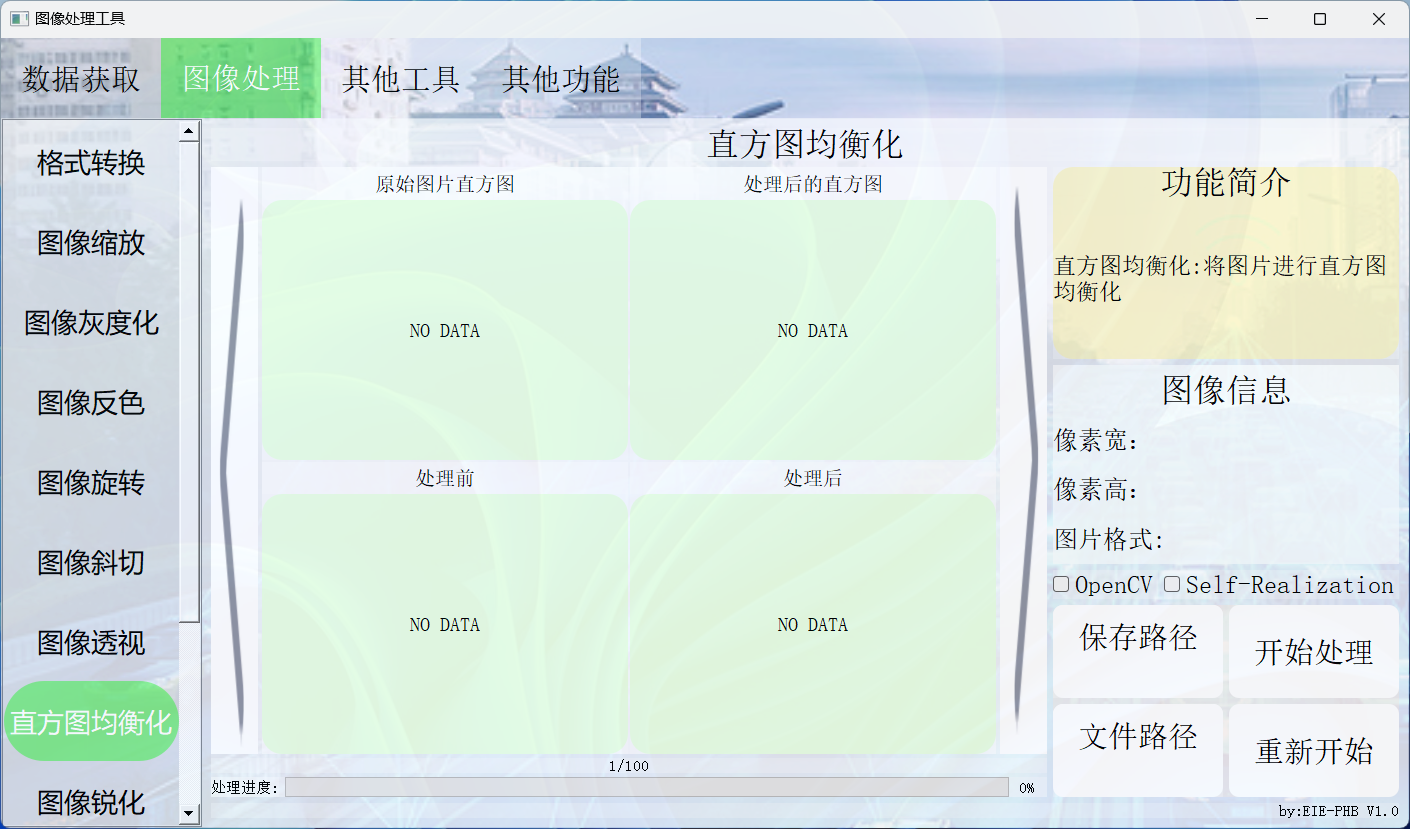 图像处理工具
数据获取
图像处理
其他工具
其他功能
格式转换
图像缩放
图像灰度化
图像反色
图像旋转
图像斜切
图像透视
直方图均衡化
图像锐化
直方图均衡化
原始图片直方图
处理后的直方图
NO DATA
NO DATA
处理前
处理后
NO DATA
NO DATA
1/100
处理进度:
0%
功能简介
直方图均衡化:将图片进行直方图
均衡化
图像信息
像素宽:
像素高:
图片格式:
OpenCV
Self-Realization
保存路径
开始处理
文件路径
重新开始
by:EIE-PHB V1.0